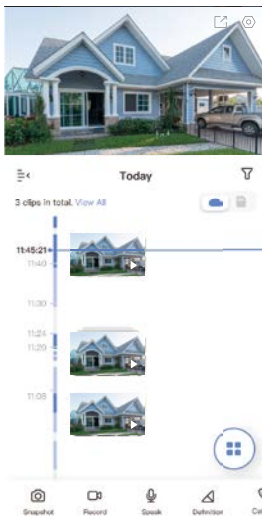 Today
3 clips in total. View All
11:45:21
11:40
11:30
11:24
11:20
11:09
Snapshot
Record
Speak
Definition